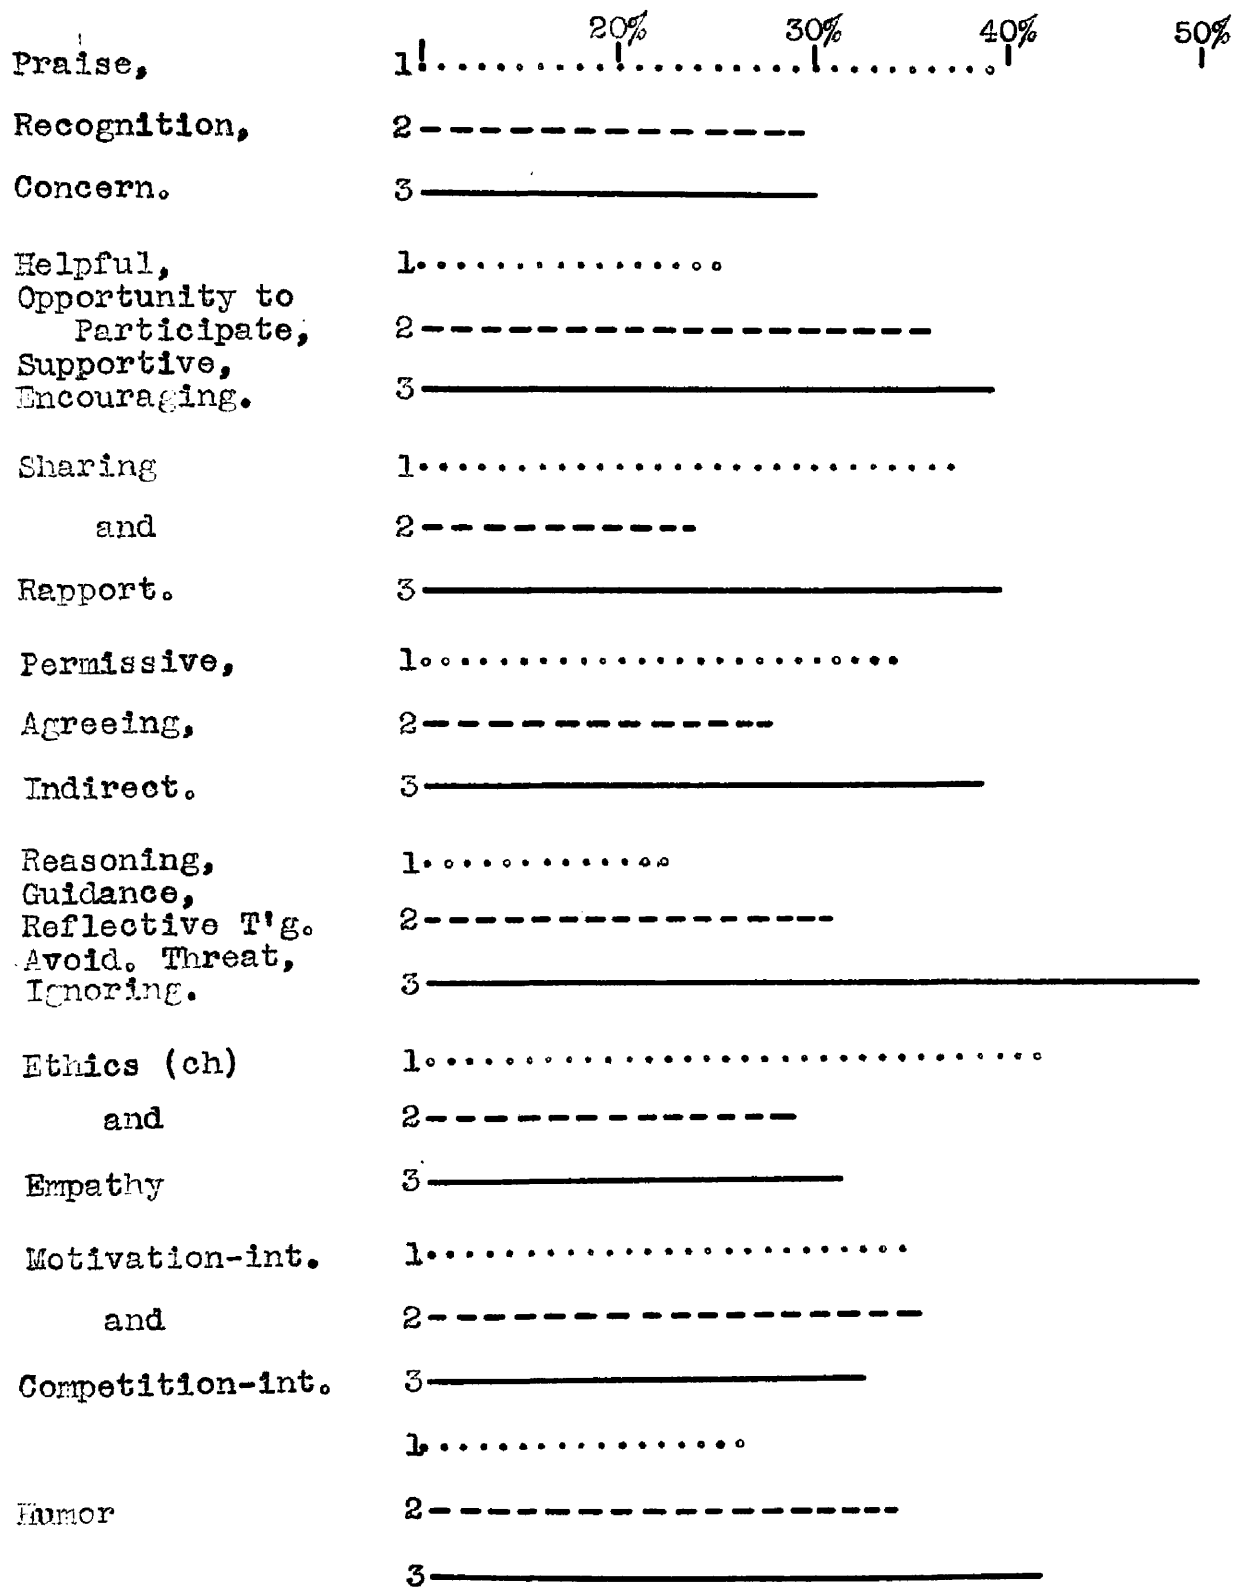 20% 30% 40% 50%
Praise, 1
Recognition, 2
Concern. 3
Helpful, 1
Opportunity to
Participate, 2
Supportive,
Encouraging. 3
Sharing 1
and 2
Rapport. 3
Permissive, 1
Agreeing, 2
Indirect. 3
Reasoning, 1
Guidance,
Reflective T'g. 2
Avoid. Threat,
Ignoring. 3
Ethics (ch) 1
and 2
Empathy 3
Motivation-int. 1
and 2
Competition-int. 3
1
Humor 2
3